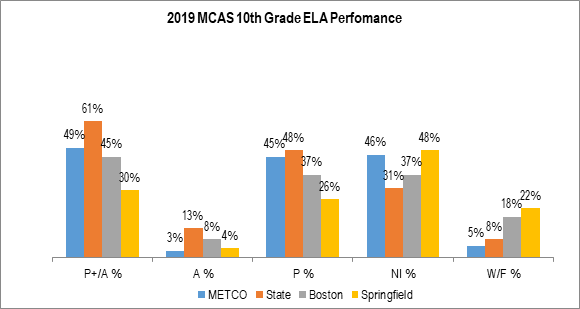 2019 MCAS 10th Grade ELA Perfomance
49% 61% 45% 30% 3% 13% 8% 4% 45% 48% 37% 26% 46% 31% 37% 48% 5% 8% 18% 22%
P+/A % A % P % NI % W/F %
METCO State Boston Springfield